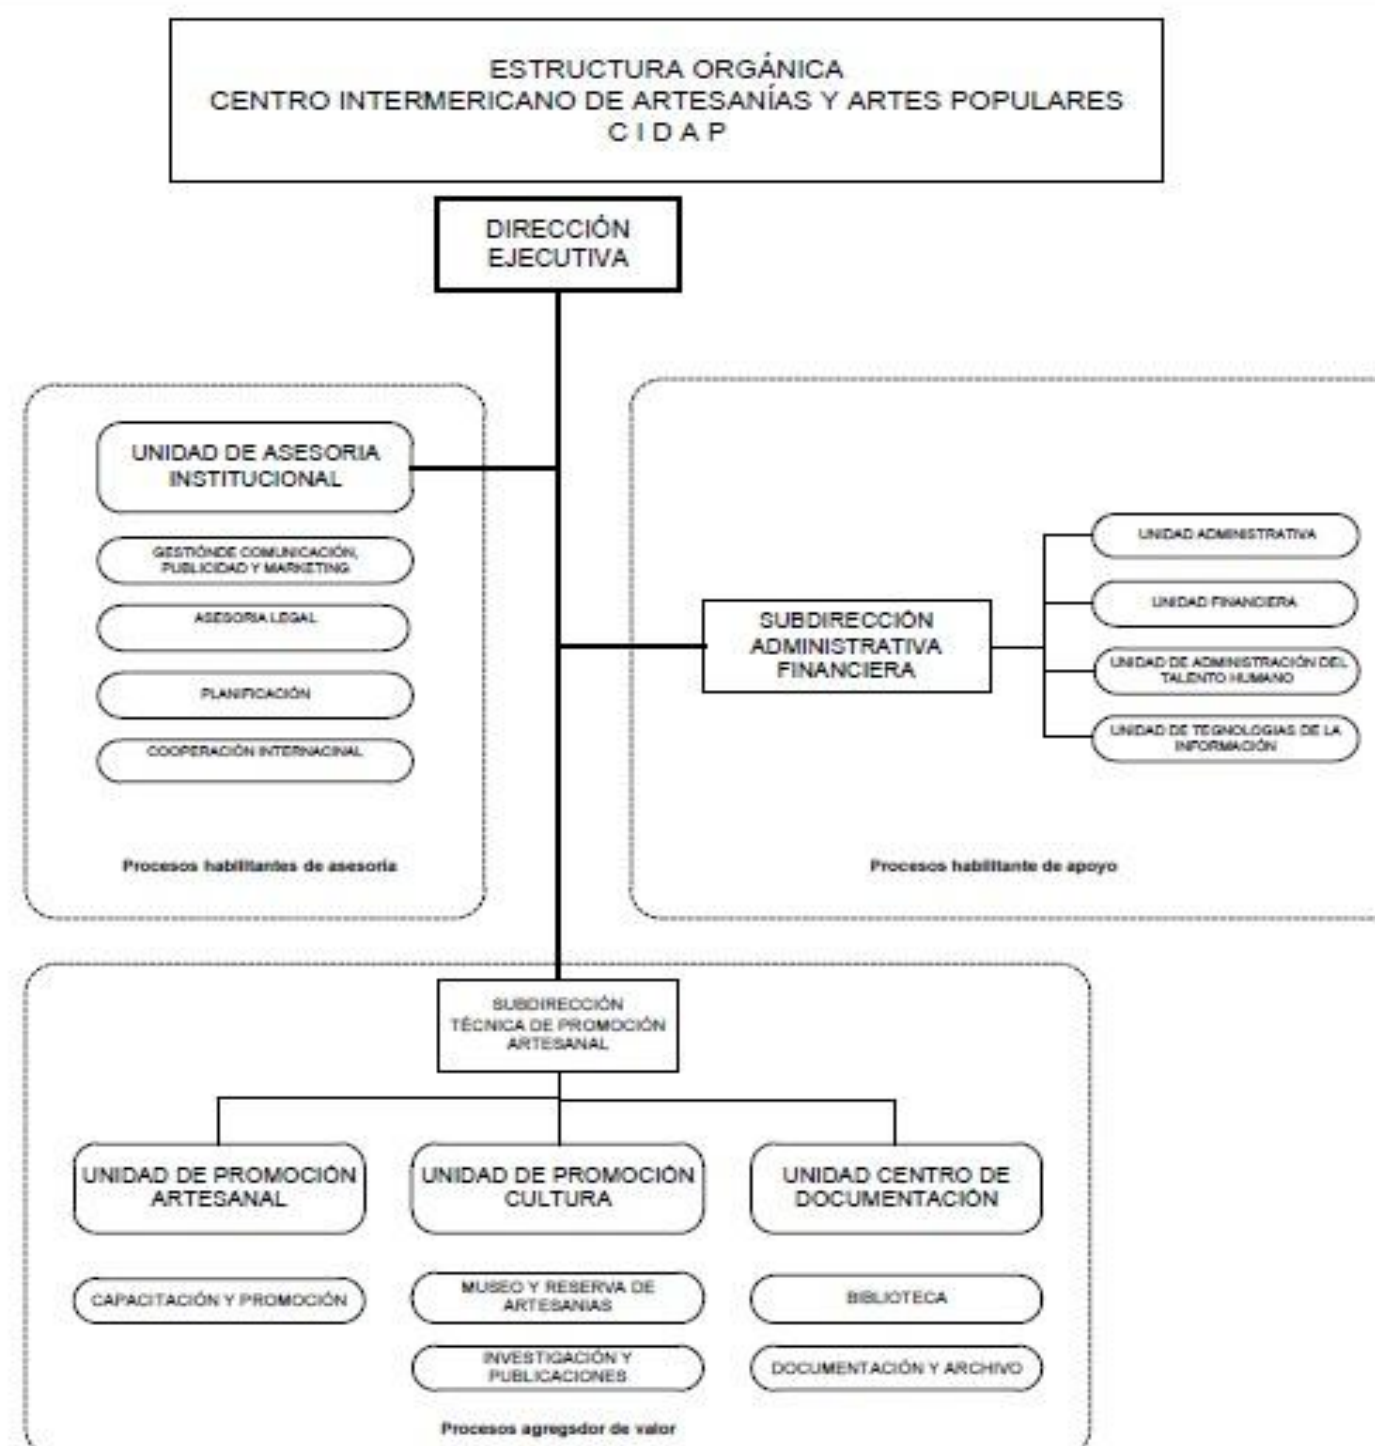 ESTRUCTURA ORGÁNICA
CENTRO INTERMERICANO DE ARTESANÍAS Y ARTES POPULARES
C I D A P
DIRECCIÓN
EJECUTIVA
UNIDAD DE ASESORIA
INSTITUCIONAL
GESTIÓNDE COMUNICACIÓN,
PUBLICIDAD Y MARKETING
ASESORIA LEGAL
PLANIFICACIÓN
COOPERACIÓN INTERNACINAL
Procesos habilitantes de asesoría
SUBDIRECCIÓN
ADMINISTRATIVA
FINANCIERA
UNIDAD ADMINISTRATIVA
UNIDAD FINANCIERA
UNIDAD DE ADMINISTRACIÓN DEL
TALENTO HUMANO
UNIDAD DE TEGNOLOGIAS DE LA
INFORMACIÓN
Procesos habilitante de apoyo
SUBDIRECCIÓN
TÉCNICA DE PROMOCIÓN
ARTESANAL
UNIDAD DE PROMOCIÓN
ARTESANAL
CAPACITACIÓN Y PROMOCIÓN
UNIDAD DE PROMOCIÓN
CULTURA
MUSEO Y RESERVA DE
ARTESANIAS
INVESTIGACIÓN Y
PUBLICACIONES
UNIDAD CENTRO DE
DOCUMENTACIÓN
BIBLIOTECA
DOCUMENTACIÓN Y ARCHIVO
Procesos agregsdor de valor